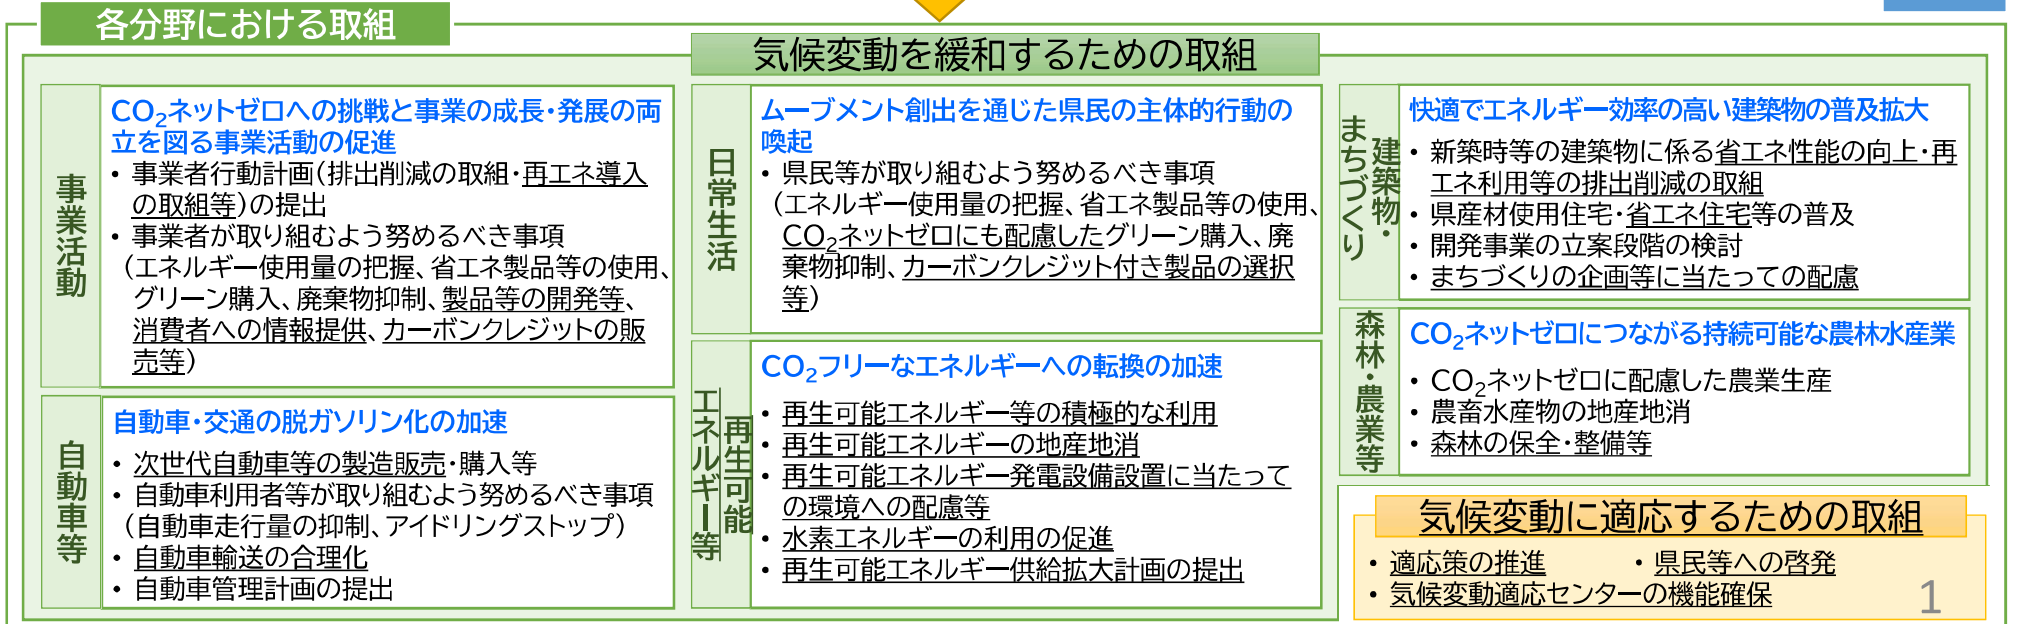 各分野における取組
気候変動を緩和するための取組
事業活動
CO2ネットゼロへの挑戦と事業の成長・発展の両
立を図る事業活動の促進
• 事業者行動計画(排出削減の取組・再エネ導入
の取組等)の提出
• 事業者が取り組むよう努めるべき事項
(エネルギー使用量の把握、省エネ製品等の使用、
グリーン購入、廃棄物抑制、製品等の開発等、
消費者への情報提供、カーボンクレジットの販
売等)
自動車等
自動車・交通の脱ガソリン化の加速
• 次世代自動車等の製造販売・購入等
• 自動車利用者等が取り組むよう努めるべき事項
(自動車走行量の抑制、アイドリングストップ)
• 自動車輸送の合理化
• 自動車管理計画の提出
日常生活
ムーブメント創出を通じた県民の主体的行動の
喚起
• 県民等が取り組むよう努めるべき事項
(エネルギー使用量の把握、省エネ製品等の使用、
CO2ネットゼロにも配慮したグリーン購入、廃
棄物抑制、カーボンクレジット付き製品の選択
等)
再生可能
エネルギー等
CO2フリーなエネルギーへの転換の加速
• 再生可能エネルギー等の積極的な利用
• 再生可能エネルギーの地産地消
• 再生可能エネルギー発電設備設置に当たって
の環境への配慮等
• 水素エネルギーの利用の促進
• 再生可能エネルギー供給拡大計画の提出
建築物・
まちづくり
快適でエネルギー効率の高い建築物の普及拡大
• 新築時等の建築物に係る省エネ性能の向上・再
エネ利用等の排出削減の取組
• 県産材使用住宅・省エネ住宅等の普及
• 開発事業の立案段階の検討
• まちづくりの企画等に当たっての配慮
森林・農業等
CO2ネットゼロにつながる持続可能な農林水産業
• CO2ネットゼロに配慮した農業生産
• 農畜水産物の地産地消
• 森林の保全・整備等
気候変動に適応するための取組
• 適応策の推進 • 県民等への啓発
• 気候変動適応センターの機能確保
1